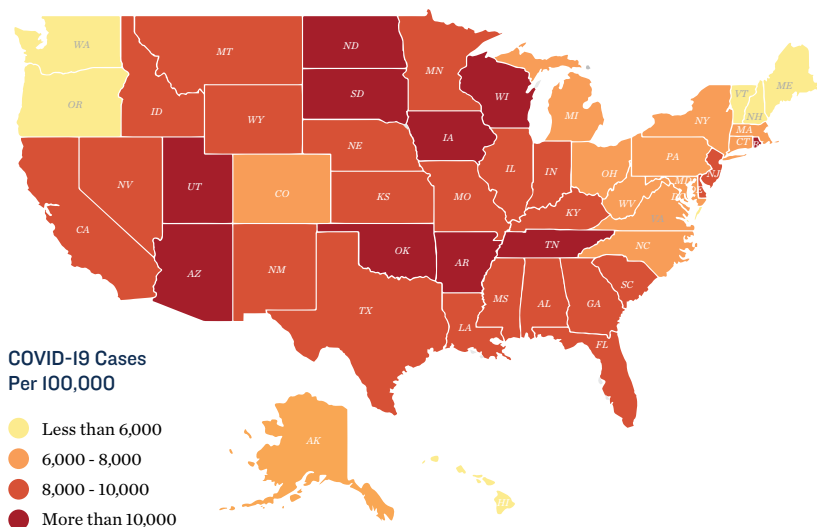 WA
MT
ND
MN
ME
VT
NH
OR
ID
SD
WI
WY
MI
NY
MA
CT
IA
NE
PA
NV
UT
CO
IL
IN
OH
NJ
MD
KS
MO
WV
VA
KY
CA
NC
TN
OK
AR
AZ
NM
SC
MS
AL
GA
TX
LA
FL
COVID-19 Cases
Per 100,000
Less than 6,000
6,000 - 8,000
AK
8,000 - 10,000
HI
More than 10,000